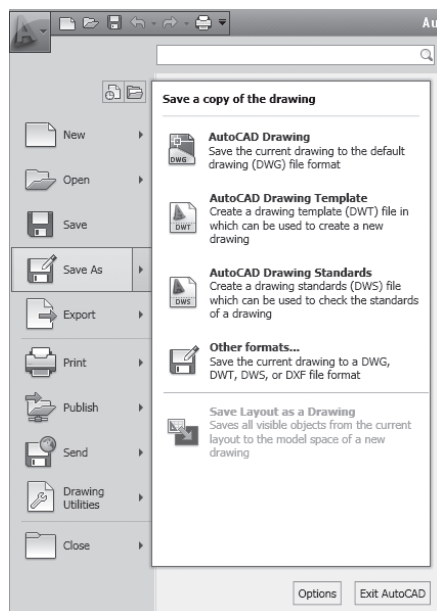 Au
Save a copy of the drawing
New
Open
Save
Save As
Export
Print
Publish
Send
Drawing
Utilities
Close
DWG
AutoCAD Drawing
Save the current drawing to the default
drawing (DWG) file format
DWT
AutoCAD Drawing Template
Create a drawing template (DWT) file in
which can be used to create a new
drawing
DWS
AutoCAD Drawing Standards
Create a drawing standards (DWS) file
which can be used to check the standards
of a drawing
Other formats...
Save the current drawing to a DWG,
DWT, DWS, or DXF file format
Save Layout as a Drawing
Saves all visible objects from the current
layout to the model space of a new
drawing
Options
Exit AutoCAD